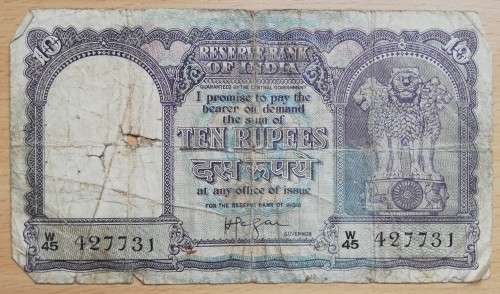 10 10
RESERVE BANK
OF INDIA
GUARANTEED BY THE CENTRAL GOVERNMENT
I promise to pay the
bearer on demand
the sum of
TEN RUPEES
दस रूपये
at any office of issue
FOR THE RESERVE BANK OF INDIA
GOVERNOR
W/45 427731
W/45 427731